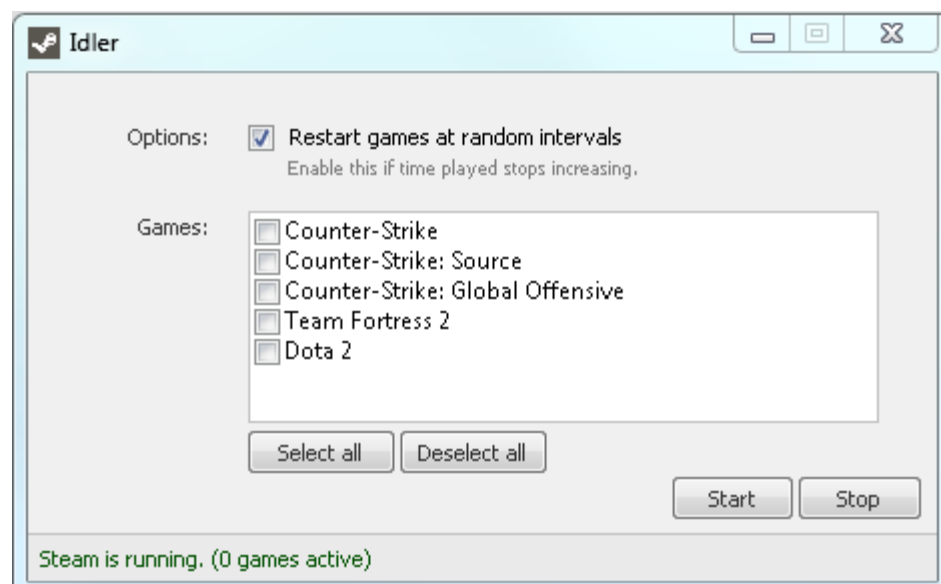 Idler
Options:
Restart games at random intervals
Enable this if time played stops increasing.
Games:
Counter-Strike
Counter-Strike: Source
Counter-Strike: Global Offensive
Team Fortress 2
Dota 2
Select all
Deselect all
Start
Stop
Steam is running. (0 games active)